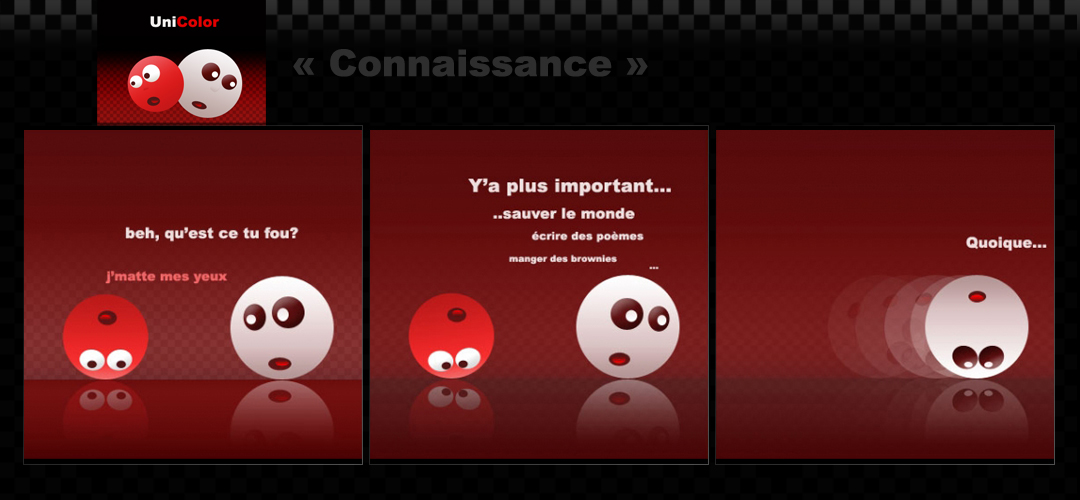 UniColor
« Connaissance »
beh, qu'est ce tu fou?
j'matte mes yeux
Y'a plus important...
..sauver le monde
écrire des poèmes
manger des brownies
...
Quoique...